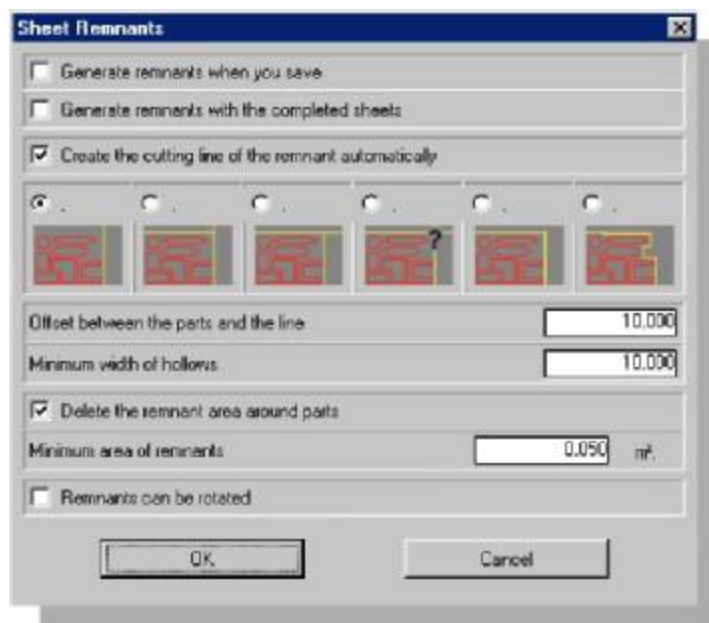 Sheet Remnants
Generate remnants when you save
Generate remnants with the completed sheets
Create the cutting line of the remnant automatically
. . . . . .
?
Offset between the parts and the line 10.000
Minimum width of hollows 10.000
Delete the remnant area around parts
Minimum area of remnants 0.050 m².
Remnants can be rotated
OK Cancel